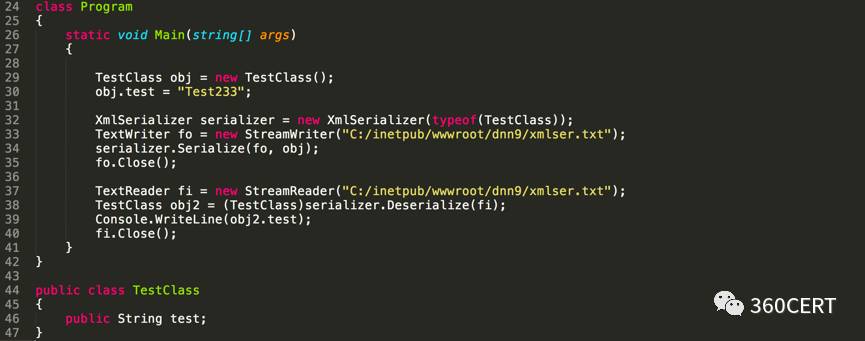 24 class Program
25 {
26     static void Main(string[] args)
27     {
28
29         TestClass obj = new TestClass();
30         obj.test = "Test233";
31
32         XmlSerializer serializer = new XmlSerializer(typeof(TestClass));
33         TextWriter fo = new StreamWriter("C:/inetpub/wwwroot/dnn9/xmlser.txt");
34         serializer.Serialize(fo, obj);
35         fo.Close();
36
37         TextReader fi = new StreamReader("C:/inetpub/wwwroot/dnn9/xmlser.txt");
38         TestClass obj2 = (TestClass)serializer.Deserialize(fi);
39         Console.WriteLine(obj2.test);
40         fi.Close();
41     }
42 }
43
44 public class TestClass
45 {
46     public String test;
47 }
360CERT